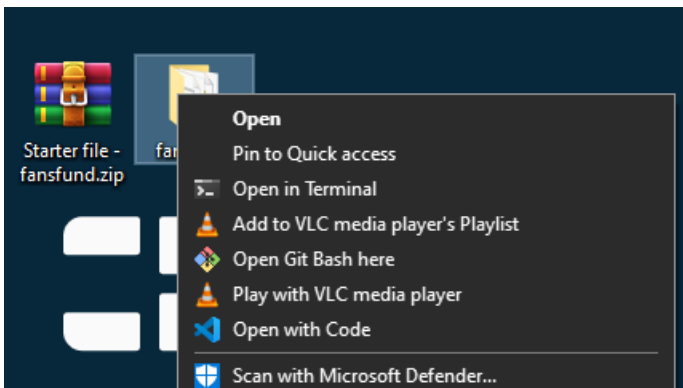 Starter file -
fansfund.zip
Open
Pin to Quick access
Open in Terminal
Add to VLC media player's Playlist
Open Git Bash here
Play with VLC media player
Open with Code
Scan with Microsoft Defender...